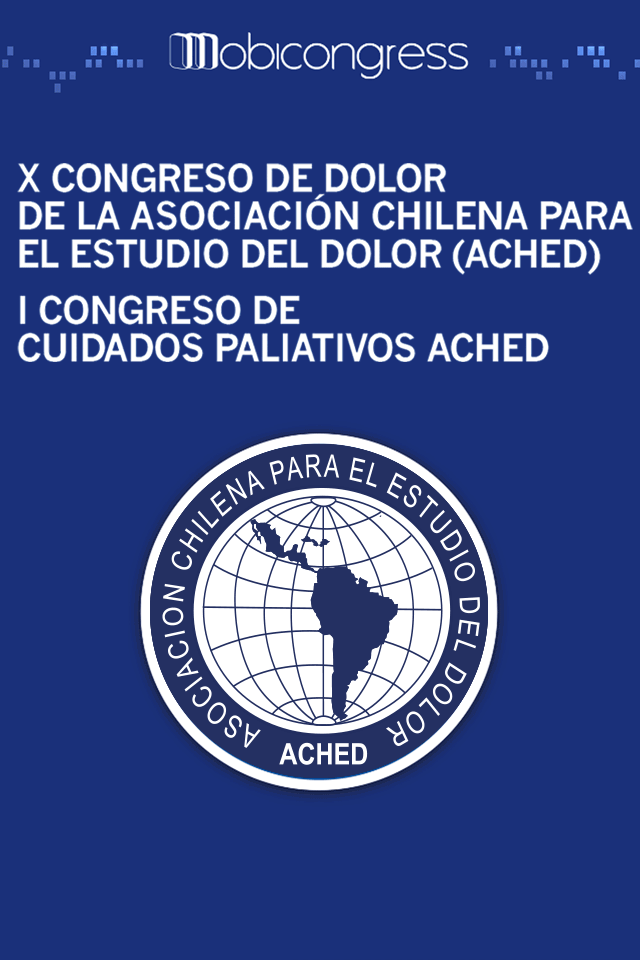 Mobicongress
X CONGRESO DE DOLOR
DE LA ASOCIACIÓN CHILENA PARA
EL ESTUDIO DEL DOLOR (ACHED)
I CONGRESO DE
CUIDADOS PALIATIVOS ACHED
ASOCIACION CHILENA PARA EL ESTUDIO DEL DOLOR
ACHED